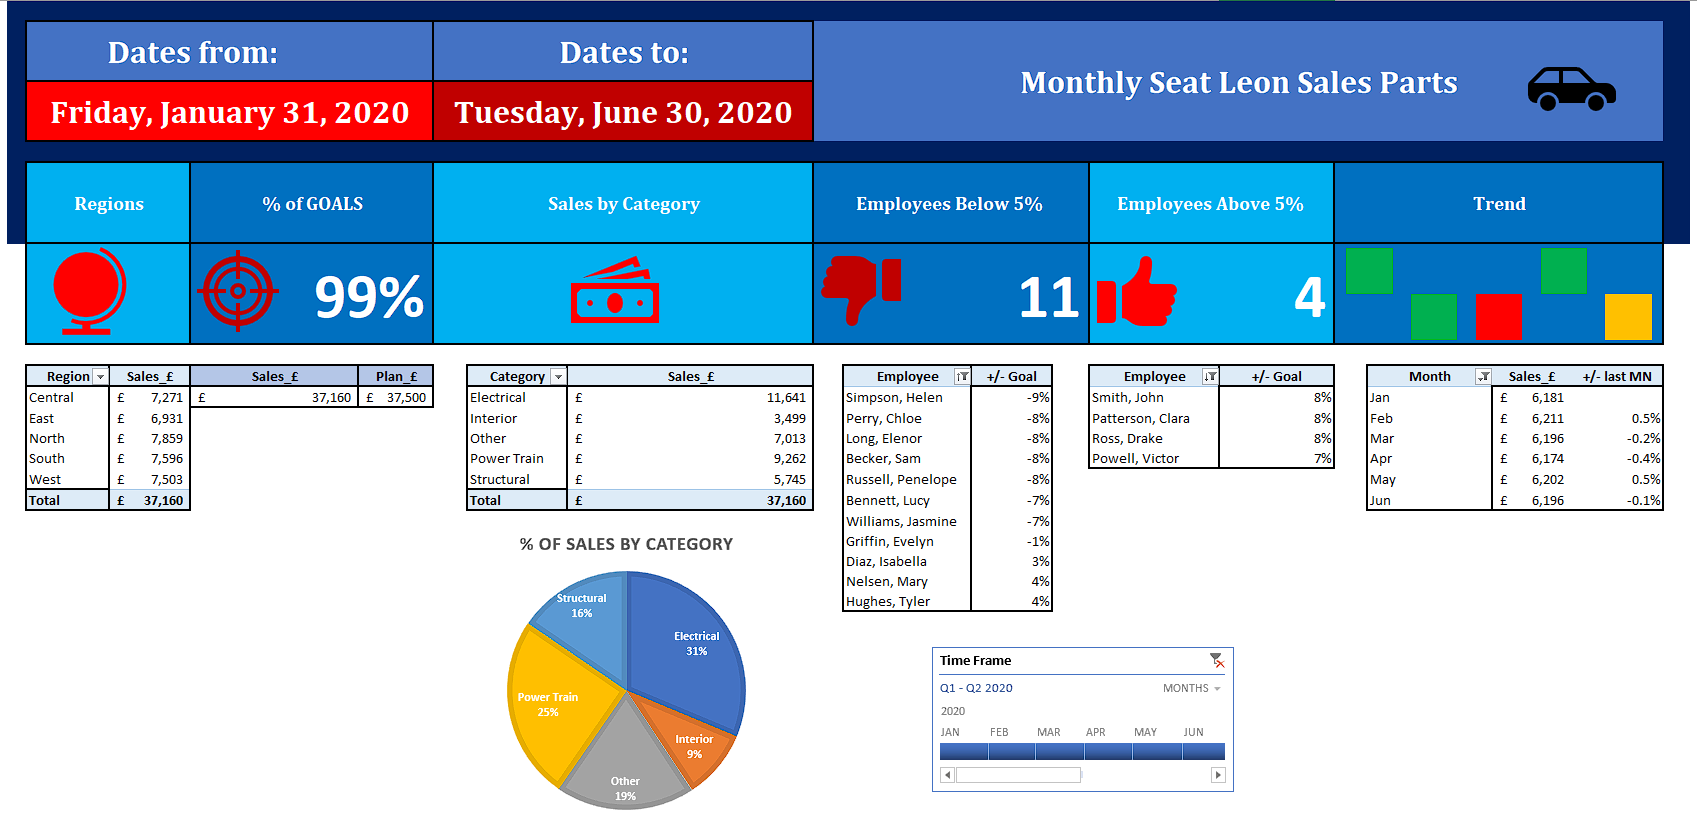 Dates from:
Dates to:
Monthly Seat Leon Sales Parts
Friday, January 31, 2020
Tuesday, June 30, 2020
Regions
% of GOALS
Sales by Category
Employees Below 5%
Employees Above 5%
Trend
99%
11
4
Region Sales_£
Central £ 7,271
East £ 6,931
North £ 7,859
South £ 7,596
West £ 7,503
Total £ 37,160
Sales_£ Plan_£
£ 37,160 £ 37,500
Category Sales_£
Electrical £ 11,641
Interior £ 3,499
Other £ 7,013
Power Train £ 9,262
Structural £ 5,745
Total £ 37,160
Employee +/- Goal
Simpson, Helen -9%
Perry, Chloe -8%
Long, Elenor -8%
Becker, Sam -8%
Russell, Penelope -8%
Bennett, Lucy -7%
Williams, Jasmine -7%
Griffin, Evelyn -1%
Diaz, Isabella 3%
Nelsen, Mary 4%
Hughes, Tyler 4%
Employee +/- Goal
Smith, John 8%
Patterson, Clara 8%
Ross, Drake 8%
Powell, Victor 7%
Month Sales_£ +/- last MN
Jan £ 6,181
Feb £ 6,211 0.5%
Mar £ 6,196 -0.2%
Apr £ 6,174 -0.4%
May £ 6,202 0.5%
Jun £ 6,196 -0.1%
% OF SALES BY CATEGORY
Structural
16%
Electrical
31%
Power Train
25%
Interior
9%
Other
19%
Time Frame
Q1 - Q2 2020 MONTHS
2020
JAN FEB MAR APR MAY JUN